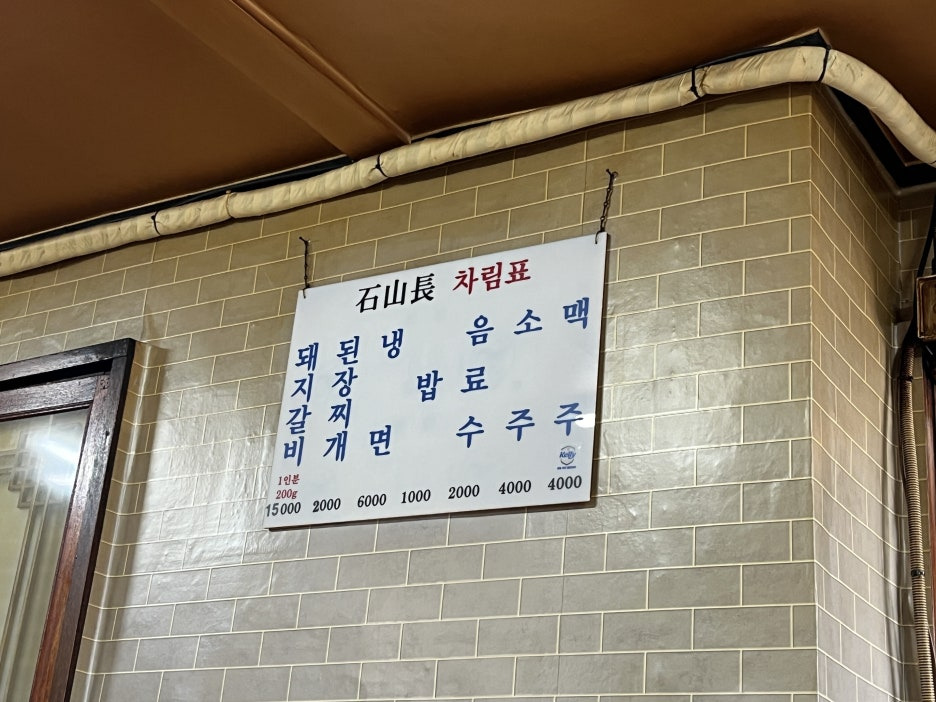 石山長 차림표
돼지갈비 1인분 200g 15000
된장찌개 2000
냉면 6000
밥 1000
음료수 2000
소주 4000
맥주 4000
Kelly